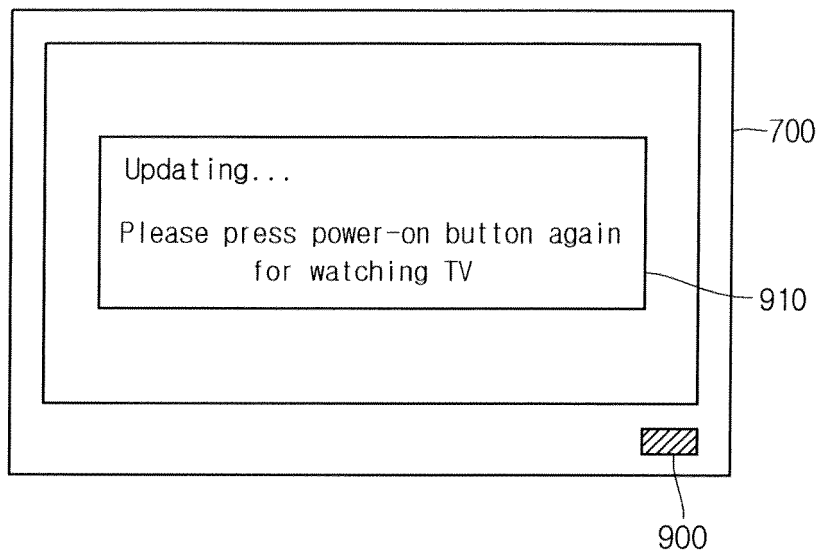 Updating...
Please press power-on button again
for watching TV
700
910
900